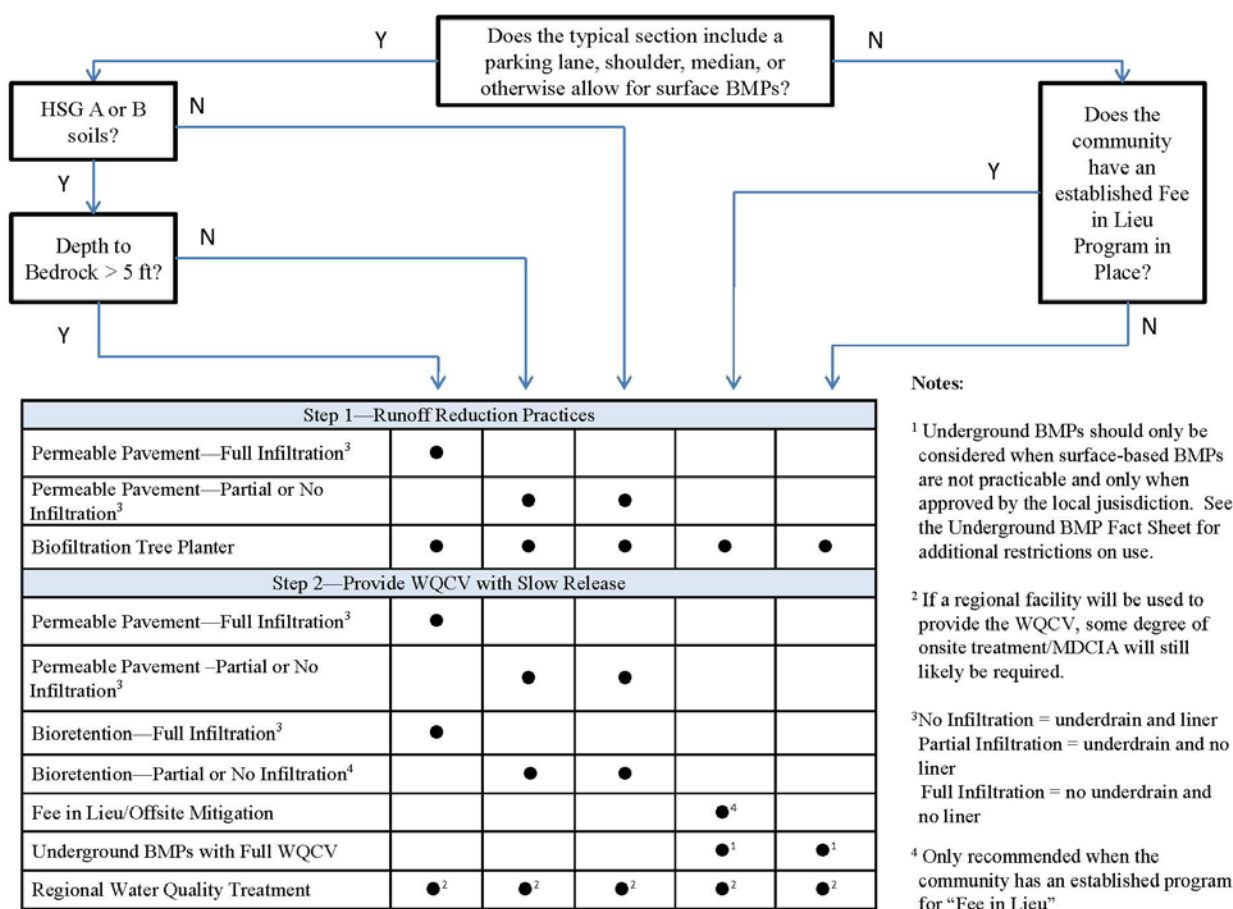 Does the typical section include a
parking lane, shoulder, median, or
otherwise allow for surface BMPs?
Y
N
HSG A or B
soils?
N
Y
Depth to
Bedrock > 5 ft?
N
Y
Does the
community
have an
established Fee
in Lieu
Program in
Place?
Y
N
Step 1—Runoff Reduction Practices
Permeable Pavement—Full Infiltration³ ●
Permeable Pavement—Partial or No
Infiltration³ ● ●
Biofiltration Tree Planter ● ● ● ● ●
Step 2—Provide WQCV with Slow Release
Permeable Pavement—Full Infiltration³ ●
Permeable Pavement –Partial or No
Infiltration³ ● ●
Bioretention—Full Infiltration³ ●
Bioretention—Partial or No Infiltration⁴ ● ●
Fee in Lieu/Offsite Mitigation ●⁴
Underground BMPs with Full WQCV ●¹ ●¹
Regional Water Quality Treatment ●² ●² ●² ●² ●²
Notes:
¹ Underground BMPs should only be
considered when surface-based BMPs
are not practicable and only when
approved by the local jusisdiction. See
the Underground BMP Fact Sheet for
additional restrictions on use.
² If a regional facility will be used to
provide the WQCV, some degree of
onsite treatment/MDCIA will still
likely be required.
³No Infiltration = underdrain and liner
Partial Infiltration = underdrain and no
liner
Full Infiltration = no underdrain and
no liner
⁴ Only recommended when the
community has an established program
for “Fee in Lieu”